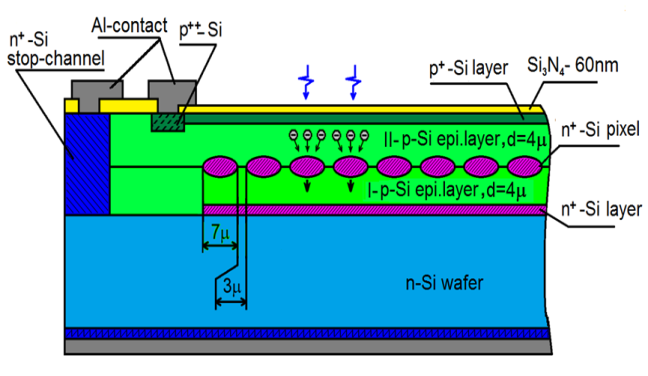 n⁺-Si
stop-channel
Al-contact
p⁺⁺-Si
p⁺-Si layer
Si₃N₄- 60nm
n⁺-Si pixel
II-p-Si epi.layer,d=4μ
I-p-Si epi.layer,d=4μ
n⁺-Si layer
7μ
3μ
n-Si wafer